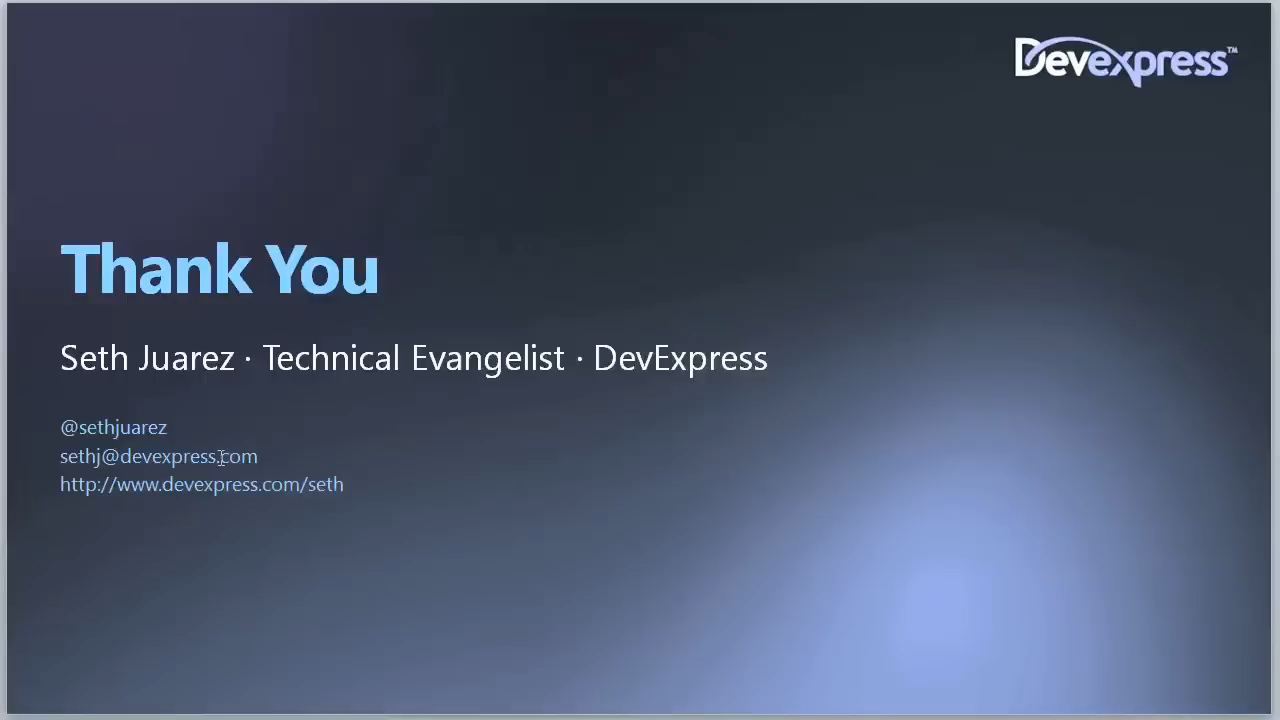 Devexpress™
Thank You
Seth Juarez · Technical Evangelist · DevExpress
@sethjuarez
sethj@devexpress.com
http://www.devexpress.com/seth